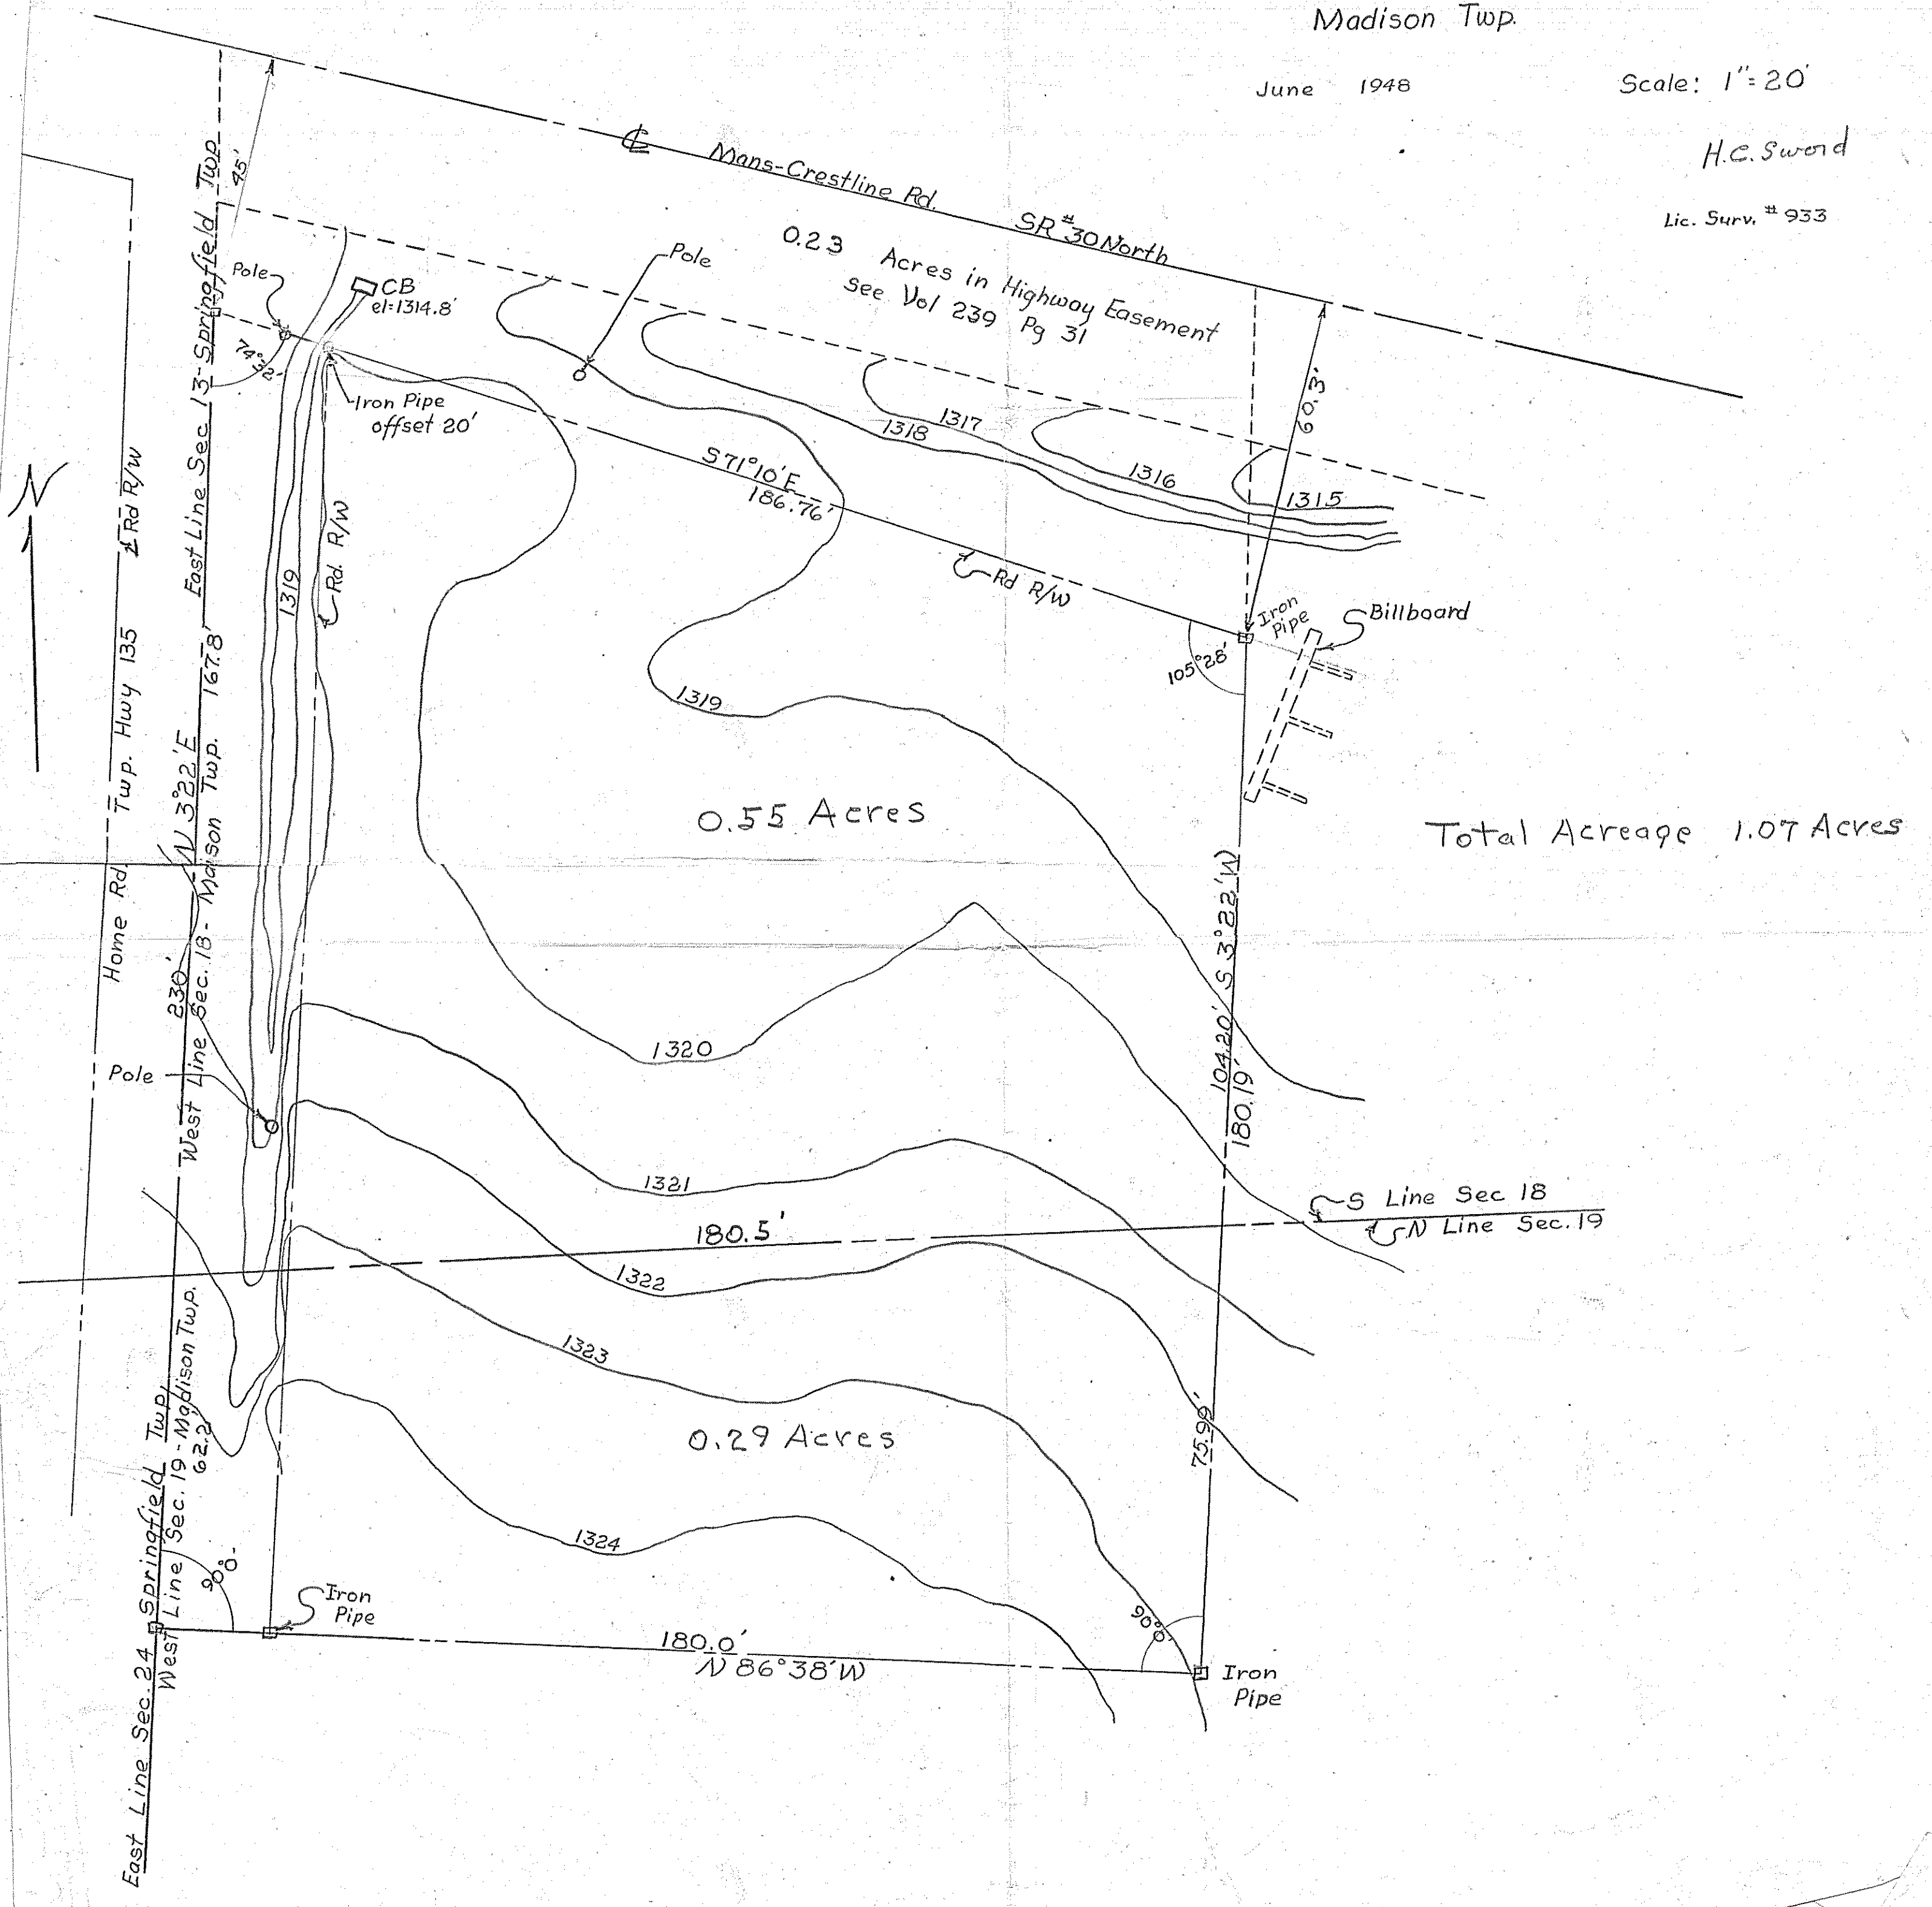 Madison Twp.
June 1948
Scale: 1"=20'
H.C. Sword
Lic. Surv. # 933
℄
Mans-Crestline Rd.
SR #30 North
45'
0.23 Acres in Highway Easement
see Vol 239 Pg 31
Pole
Pole
CB
el=1314.8'
74°32'
Iron Pipe
offset 20'
60.3'
1317
1318
1316
1315
S 71°10' E
186.76'
Rd R/W
Iron
Pipe
Billboard
105°28'
N
Rd R/W
Rd. R/W
1319
1319
East Line Sec 13-Springfield Twp
N 3°22' E
West Line Sec. 18 - Maison Twp. 167.8'
230'
Home Rd. Twp. Hwy 135
0.55 Acres
Total Acreage 1.07 Acres
104.20' S 3°22' W
180.19'
1320
Pole
1321
180.5'
S Line Sec 18
N Line Sec. 19
1322
1323
0.29 Acres
75.99'
1324
East Line Sec. 24 Springfield Twp.
West Line Sec. 19 - Madison Twp.
62.2'
90°0'
Iron
Pipe
180.0'
N 86°38' W
90°0'
Iron
Pipe